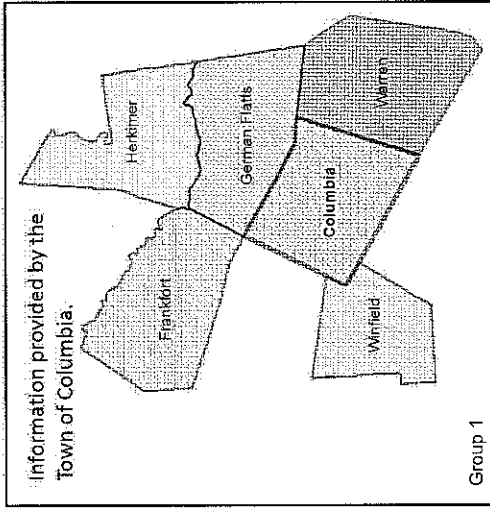 Information provided by the
Town of Columbia.
Herkimer
Frankfort
German Flatts
Columbia
Warren
Winfield
Group 1